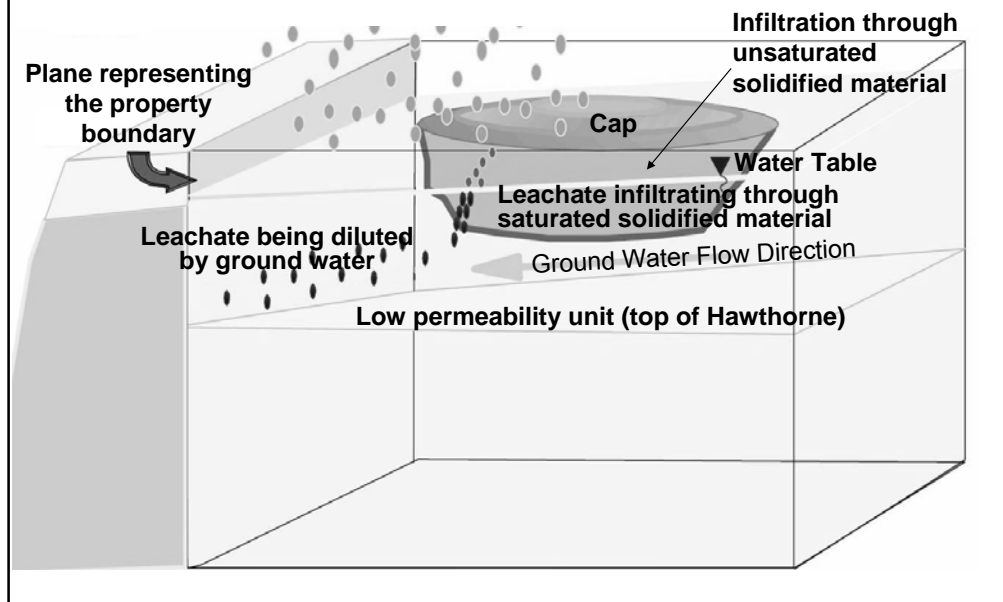 Infiltration through
unsaturated
solidified material
Plane representing
the property
boundary
Cap
Water Table
Leachate infiltrating through
saturated solidified material
Leachate being diluted
by ground water
Ground Water Flow Direction
Low permeability unit (top of Hawthorne)